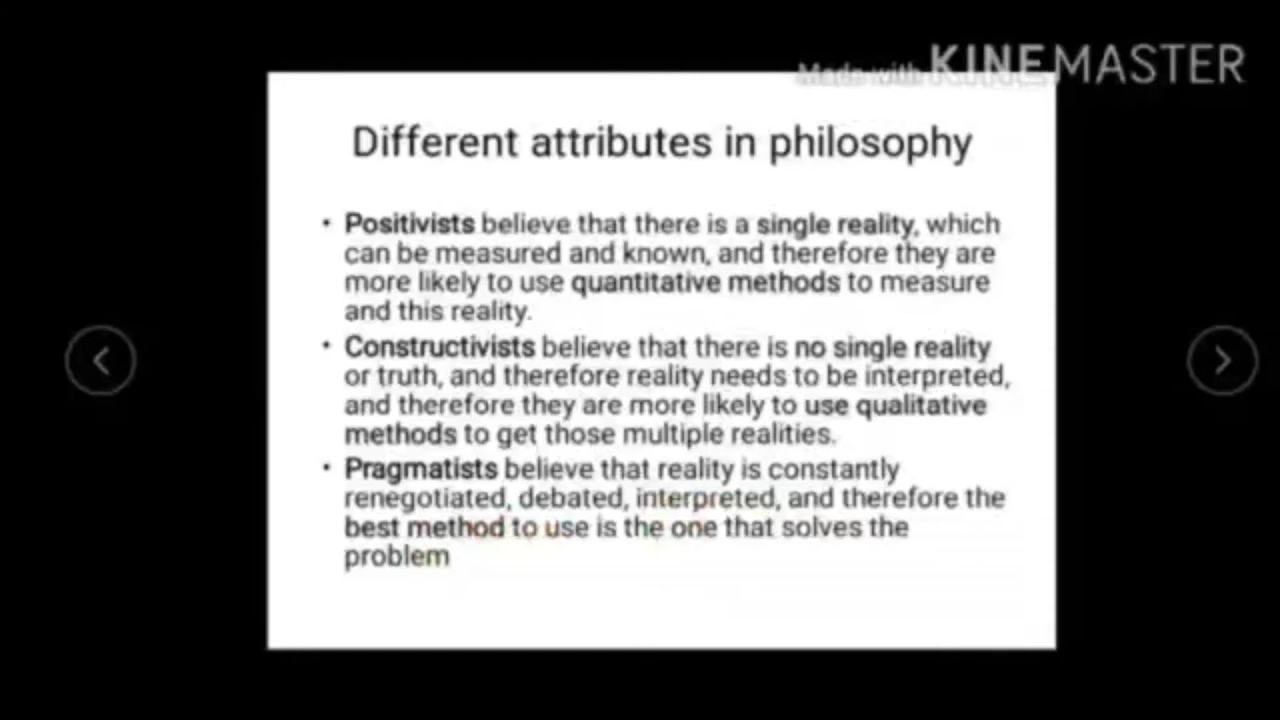 Made with KINEMASTER
Different attributes in philosophy
• Positivists believe that there is a single reality, which
can be measured and known, and therefore they are
more likely to use quantitative methods to measure
and this reality.
• Constructivists believe that there is no single reality
or truth, and therefore reality needs to be interpreted,
and therefore they are more likely to use qualitative
methods to get those multiple realities.
• Pragmatists believe that reality is constantly
renegotiated, debated, interpreted, and therefore the
best method to use is the one that solves the
problem